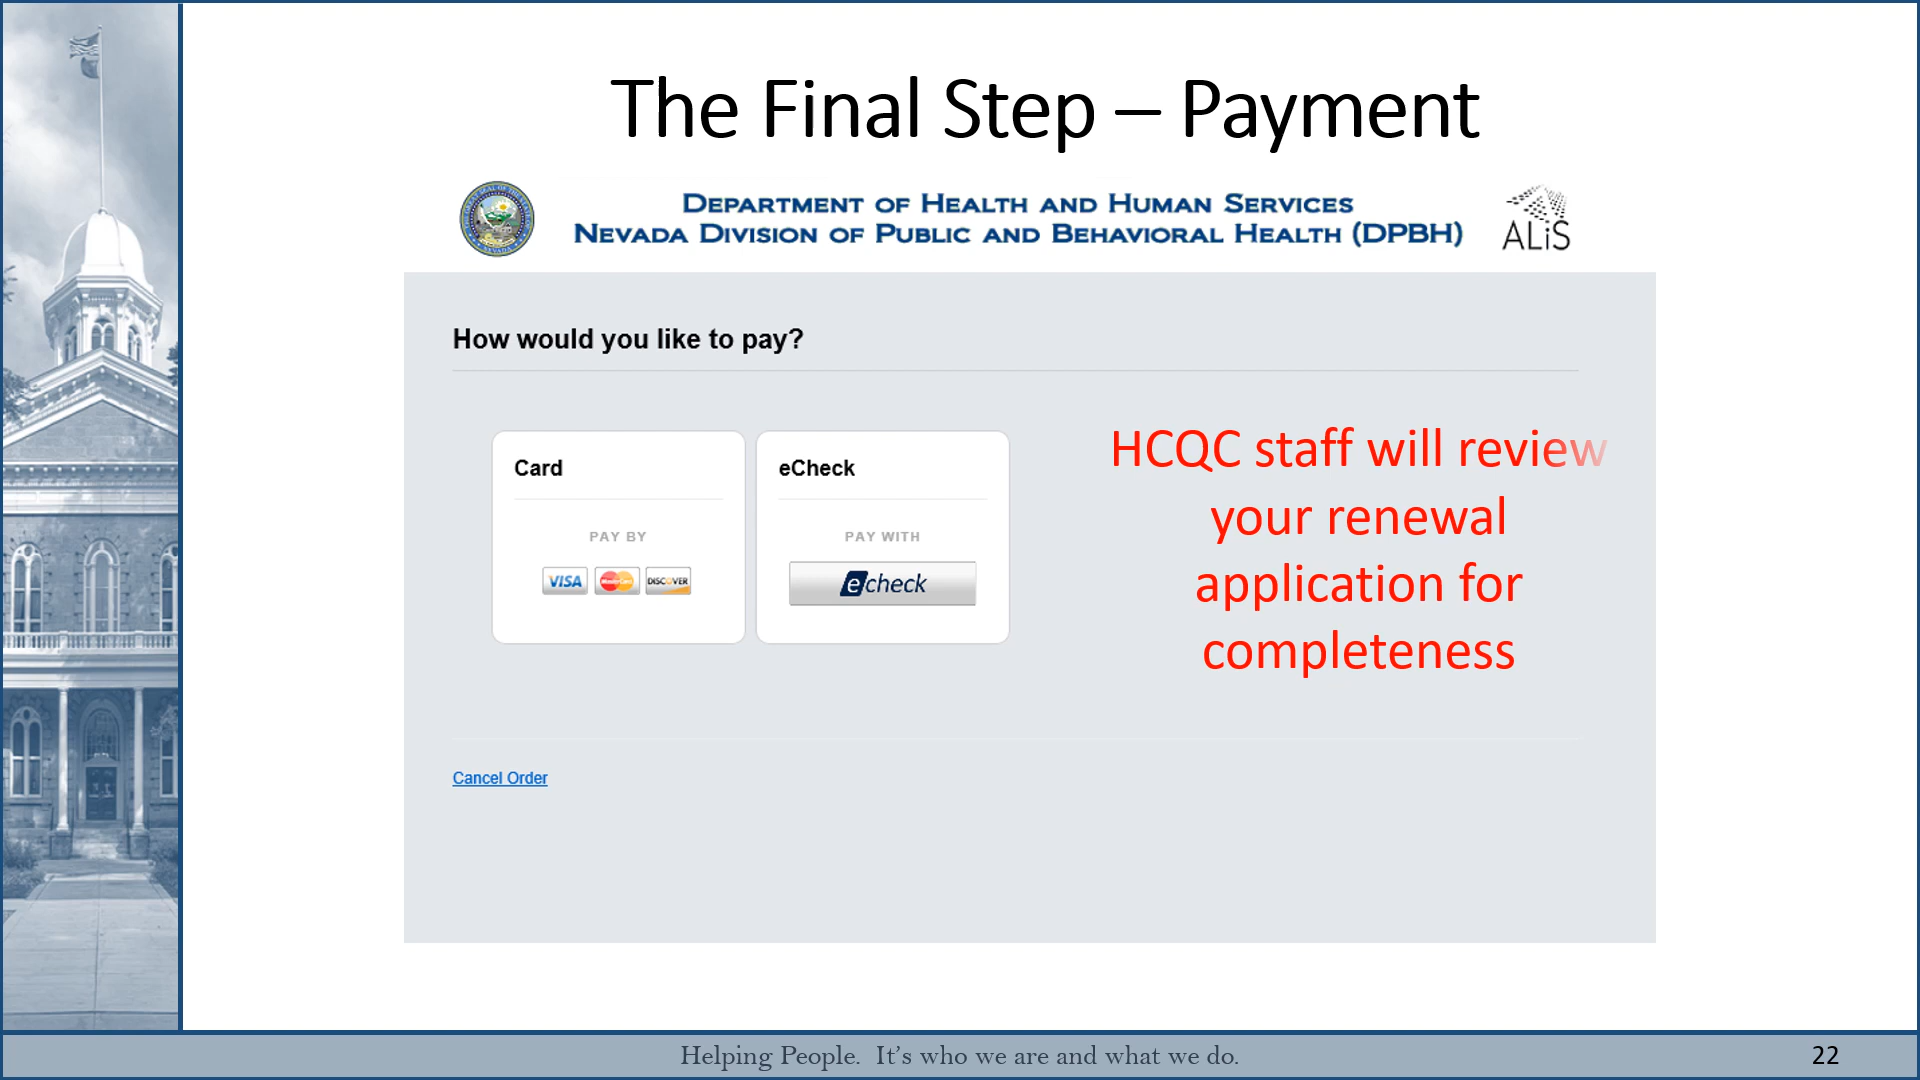 The Final Step – Payment
DEPARTMENT OF HEALTH AND HUMAN SERVICES
NEVADA DIVISION OF PUBLIC AND BEHAVIORAL HEALTH (DPBH)
ALiS
How would you like to pay?
Card
PAY BY
VISA MasterCard DISCOVER
eCheck
PAY WITH
echeck
HCQC staff will review
your renewal
application for
completeness
Cancel Order
Helping People.  It's who we are and what we do.
22